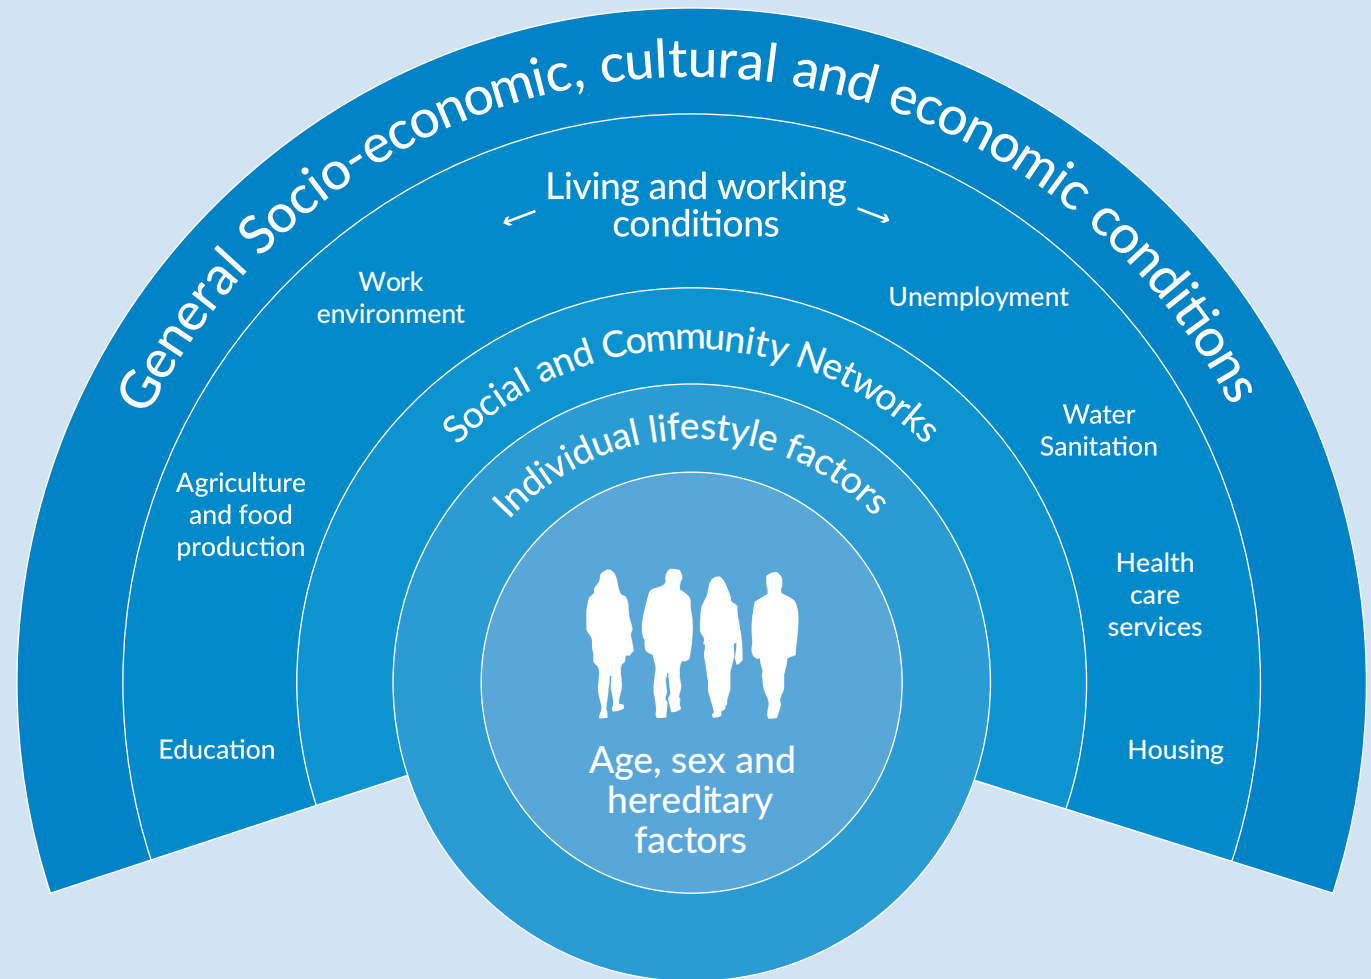 General Socio-economic, cultural and economic conditions
Living and working
conditions
Work
environment
Unemployment
Social and Community Networks
Individual lifestyle factors
Water
Sanitation
Agriculture
and food
production
Health
care
services
Education
Housing
Age, sex and
hereditary
factors